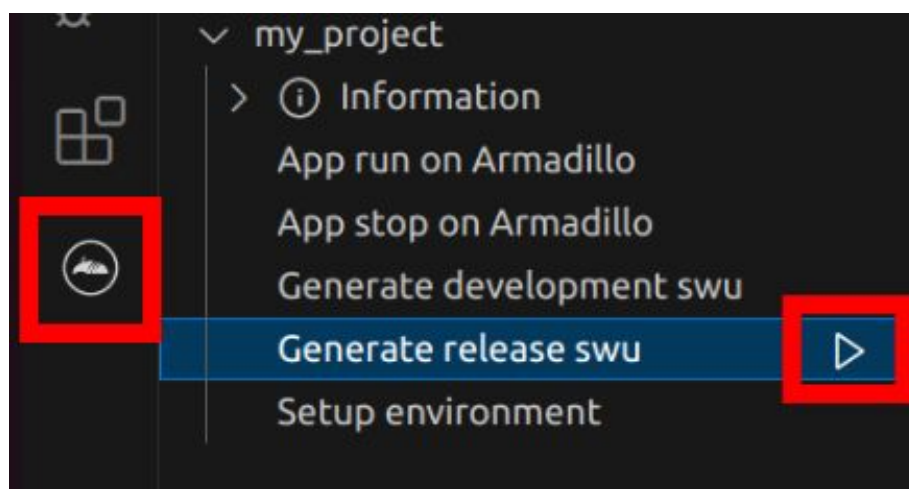 my_project
Information
App run on Armadillo
App stop on Armadillo
Generate development swu
Generate release swu
Setup environment